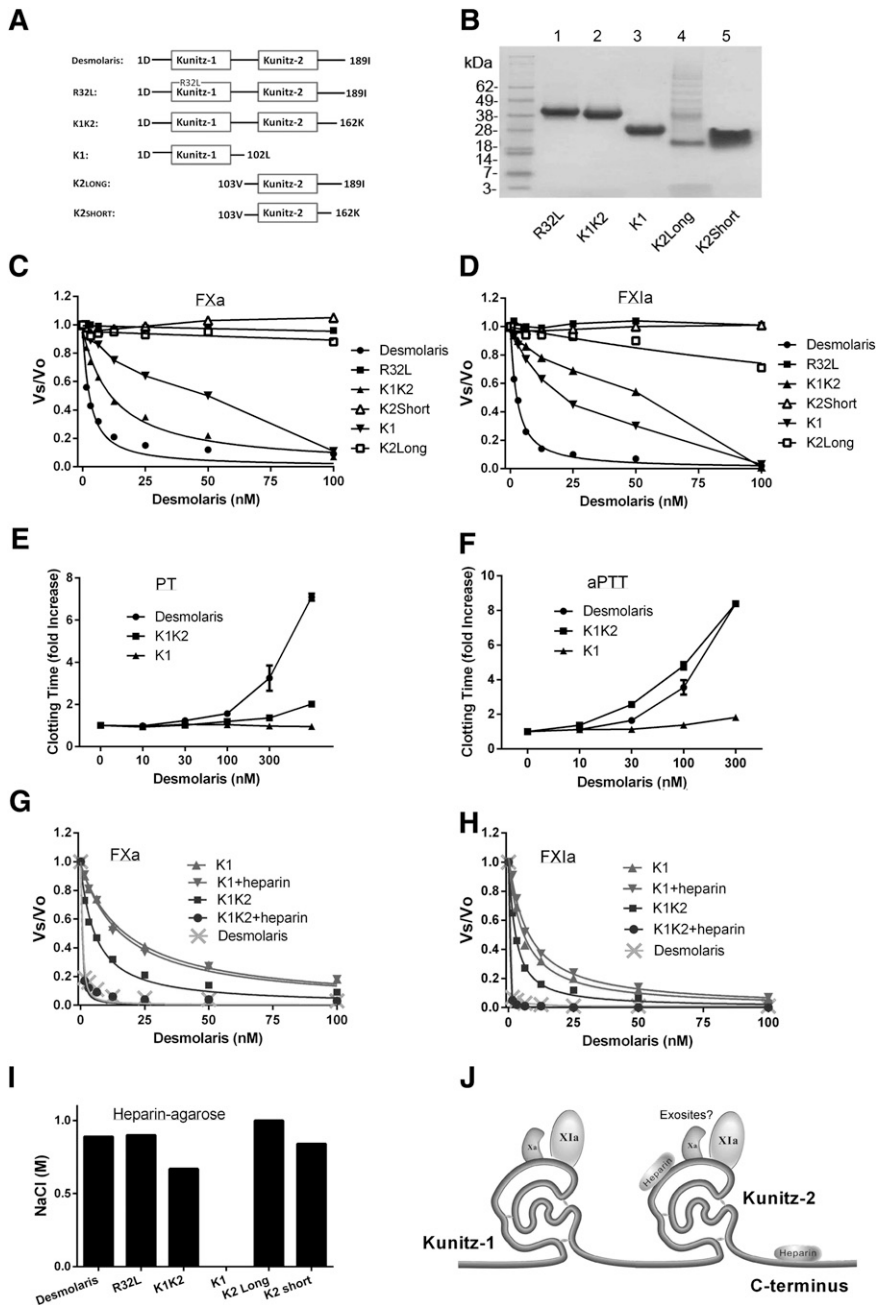 A
Desmolaris: 1D Kunitz-1 Kunitz-2 189I
R32L
R32L: 1D Kunitz-1 Kunitz-2 189I
K1K2: 1D Kunitz-1 Kunitz-2 162K
K1: 1D Kunitz-1 102L
K2LONG: 103V Kunitz-2 189I
K2SHORT: 103V Kunitz-2 162K
B
1 2 3 4 5
kDa
62-
49-
38-
28-
18-
14-
7-
3-
R32L K1K2 K1 K2Long K2Short
C
FXa
Vs/Vo
1.2
1.0
0.8
0.6
0.4
0.2
0.0
0 25 50 75 100
Desmolaris (nM)
Desmolaris
R32L
K1K2
K2Short
K1
K2Long
D
FXIa
Vs/Vo
1.2
1.0
0.8
0.6
0.4
0.2
0.0
0 25 50 75 100
Desmolaris (nM)
Desmolaris
R32L
K1K2
K2Short
K1
K2Long
E
PT
Clotting Time (fold Increase)
8
6
4
2
0
0 10 30 100 300
Desmolaris (nM)
Desmolaris
K1K2
K1
F
aPTT
Clotting Time (fold Increase)
10
8
6
4
2
0
0 10 30 100 300
Desmolaris (nM)
Desmolaris
K1K2
K1
G
FXa
Vs/Vo
1.0
0.8
0.6
0.4
0.2
0.0
0 25 50 75 100
Desmolaris (nM)
K1
K1+heparin
K1K2
K1K2+heparin
Desmolaris
H
FXIa
Vs/Vo
1.0
0.8
0.6
0.4
0.2
0.0
0 25 50 75 100
Desmolaris (nM)
K1
K1+heparin
K1K2
K1K2+heparin
Desmolaris
I
Heparin-agarose
NaCl (M)
1.0
0.5
0.0
Desmolaris R32L K1K2 K1 K2 Long K2 short
J
Exosites?
Xa XIa Xa XIa
Heparin
Kunitz-2
Kunitz-1
Heparin
C-terminus